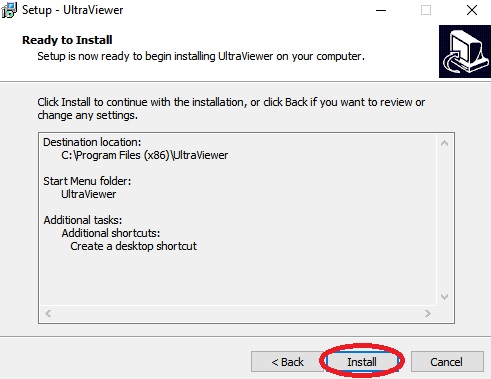 Setup - UltraViewer
Ready to Install
Setup is now ready to begin installing UltraViewer on your computer.
Click Install to continue with the installation, or click Back if you want to review or
change any settings.
Destination location:
C:\Program Files (x86)\UltraViewer
Start Menu folder:
UltraViewer
Additional tasks:
Additional shortcuts:
Create a desktop shortcut
< Back
Install
Cancel